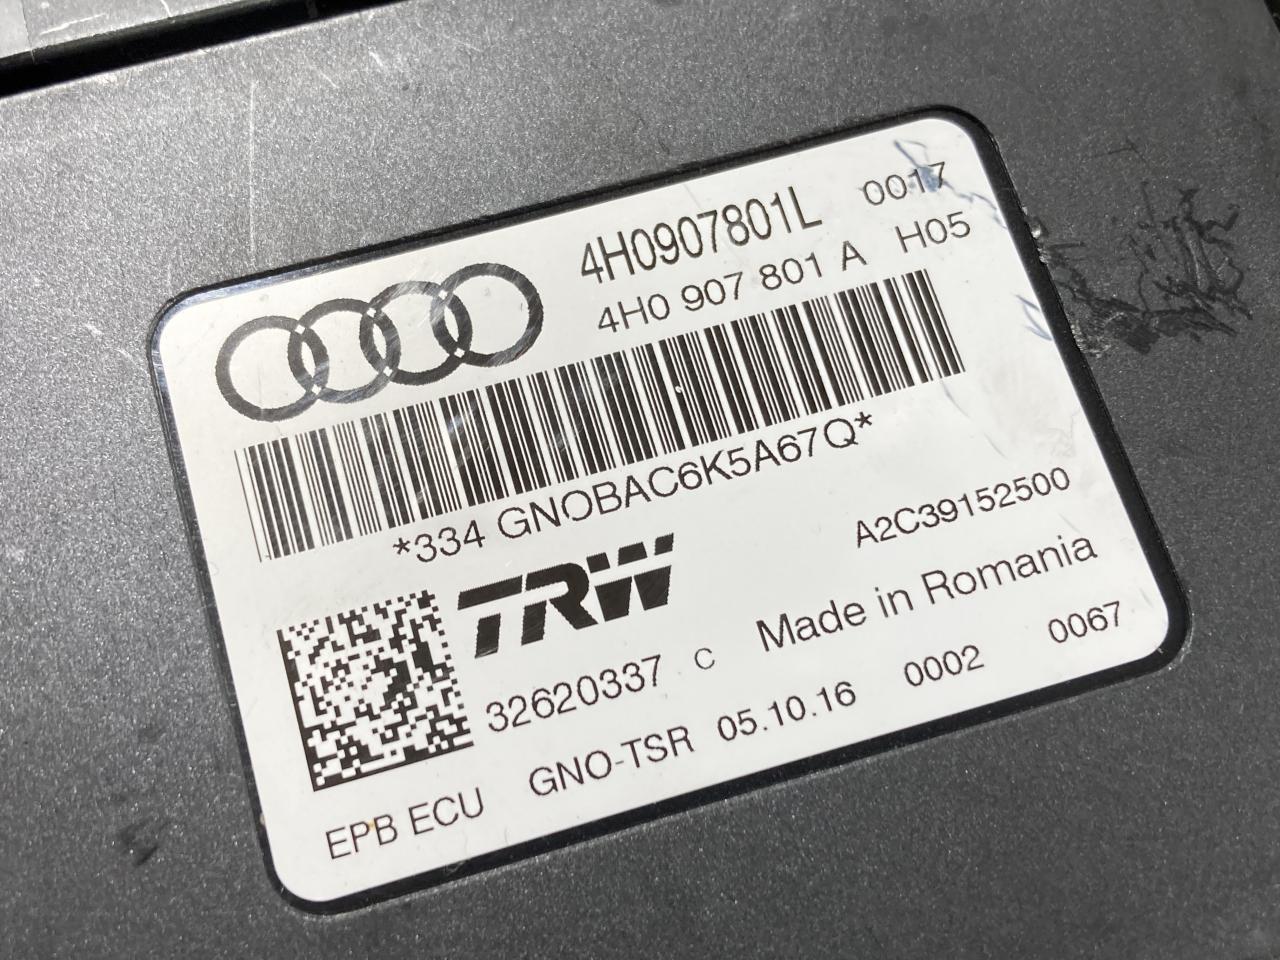 4H0907801L 0017
4H0 907 801 A H05
*334 GNOBAC6K5A67Q*
TRW
A2C39152500
32620337 C Made in Romania
EPB ECU GNO-TSR 05.10.16 0002 0067